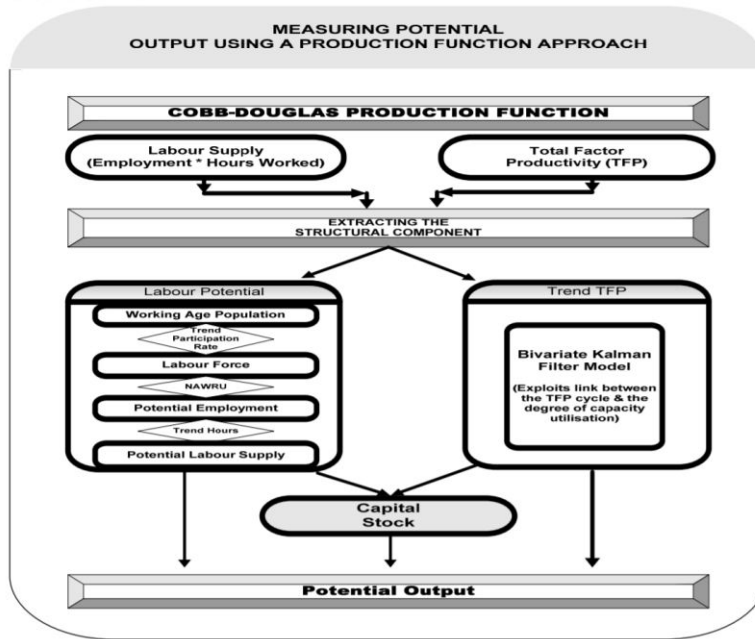 MEASURING POTENTIAL
OUTPUT USING A PRODUCTION FUNCTION APPROACH
COBB-DOUGLAS PRODUCTION FUNCTION
Labour Supply
(Employment * Hours Worked)
Total Factor
Productivity (TFP)
EXTRACTING THE
STRUCTURAL COMPONENT
Labour Potential
Working Age Population
Trend
Participation
Rate
Labour Force
NAWRU
Potential Employment
Trend Hours
Potential Labour Supply
Trend TFP
Bivariate Kalman
Filter Model
(Exploits link between
the TFP cycle & the
degree of capacity
utilisation)
Capital
Stock
Potential Output